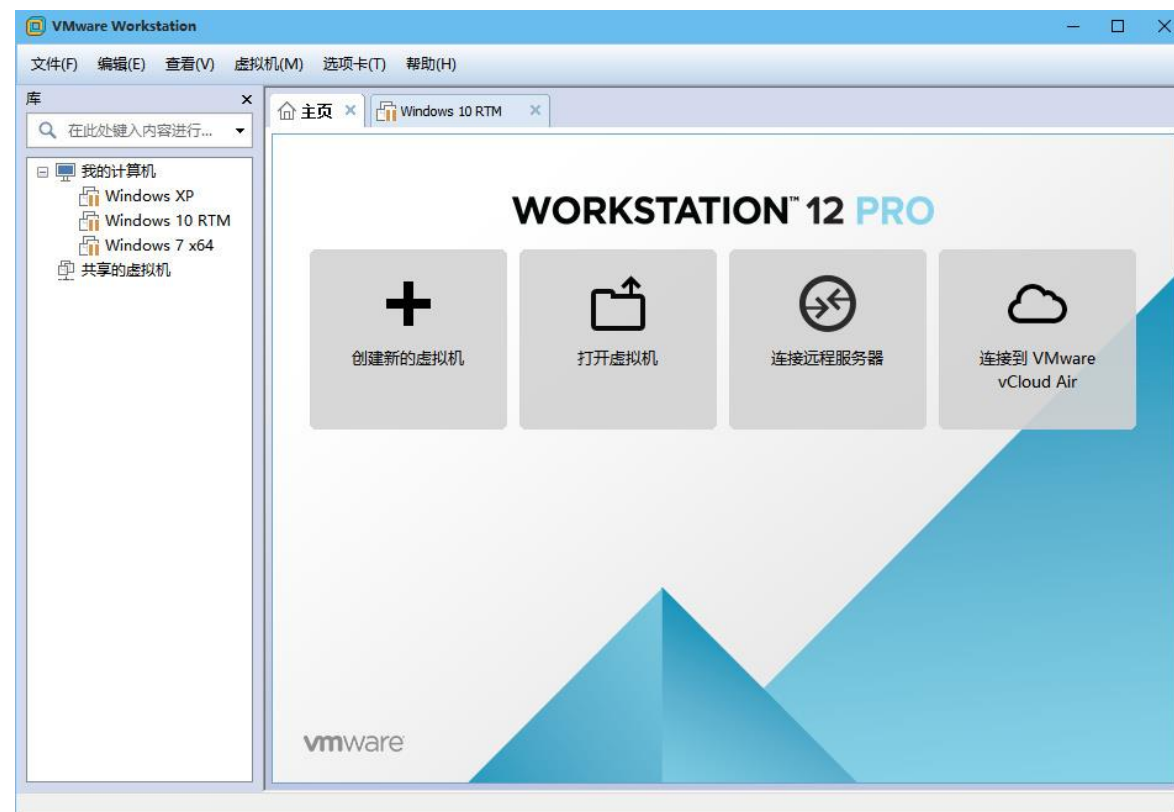 VMware Workstation
文件(F) 编辑(E) 查看(V) 虚拟机(M) 选项卡(T) 帮助(H)
库
主页
Windows 10 RTM
在此处键入内容进行...
我的计算机
Windows XP
Windows 10 RTM
Windows 7 x64
共享的虚拟机
WORKSTATION™ 12 PRO
创建新的虚拟机
打开虚拟机
连接远程服务器
连接到 VMware
vCloud Air
vmware